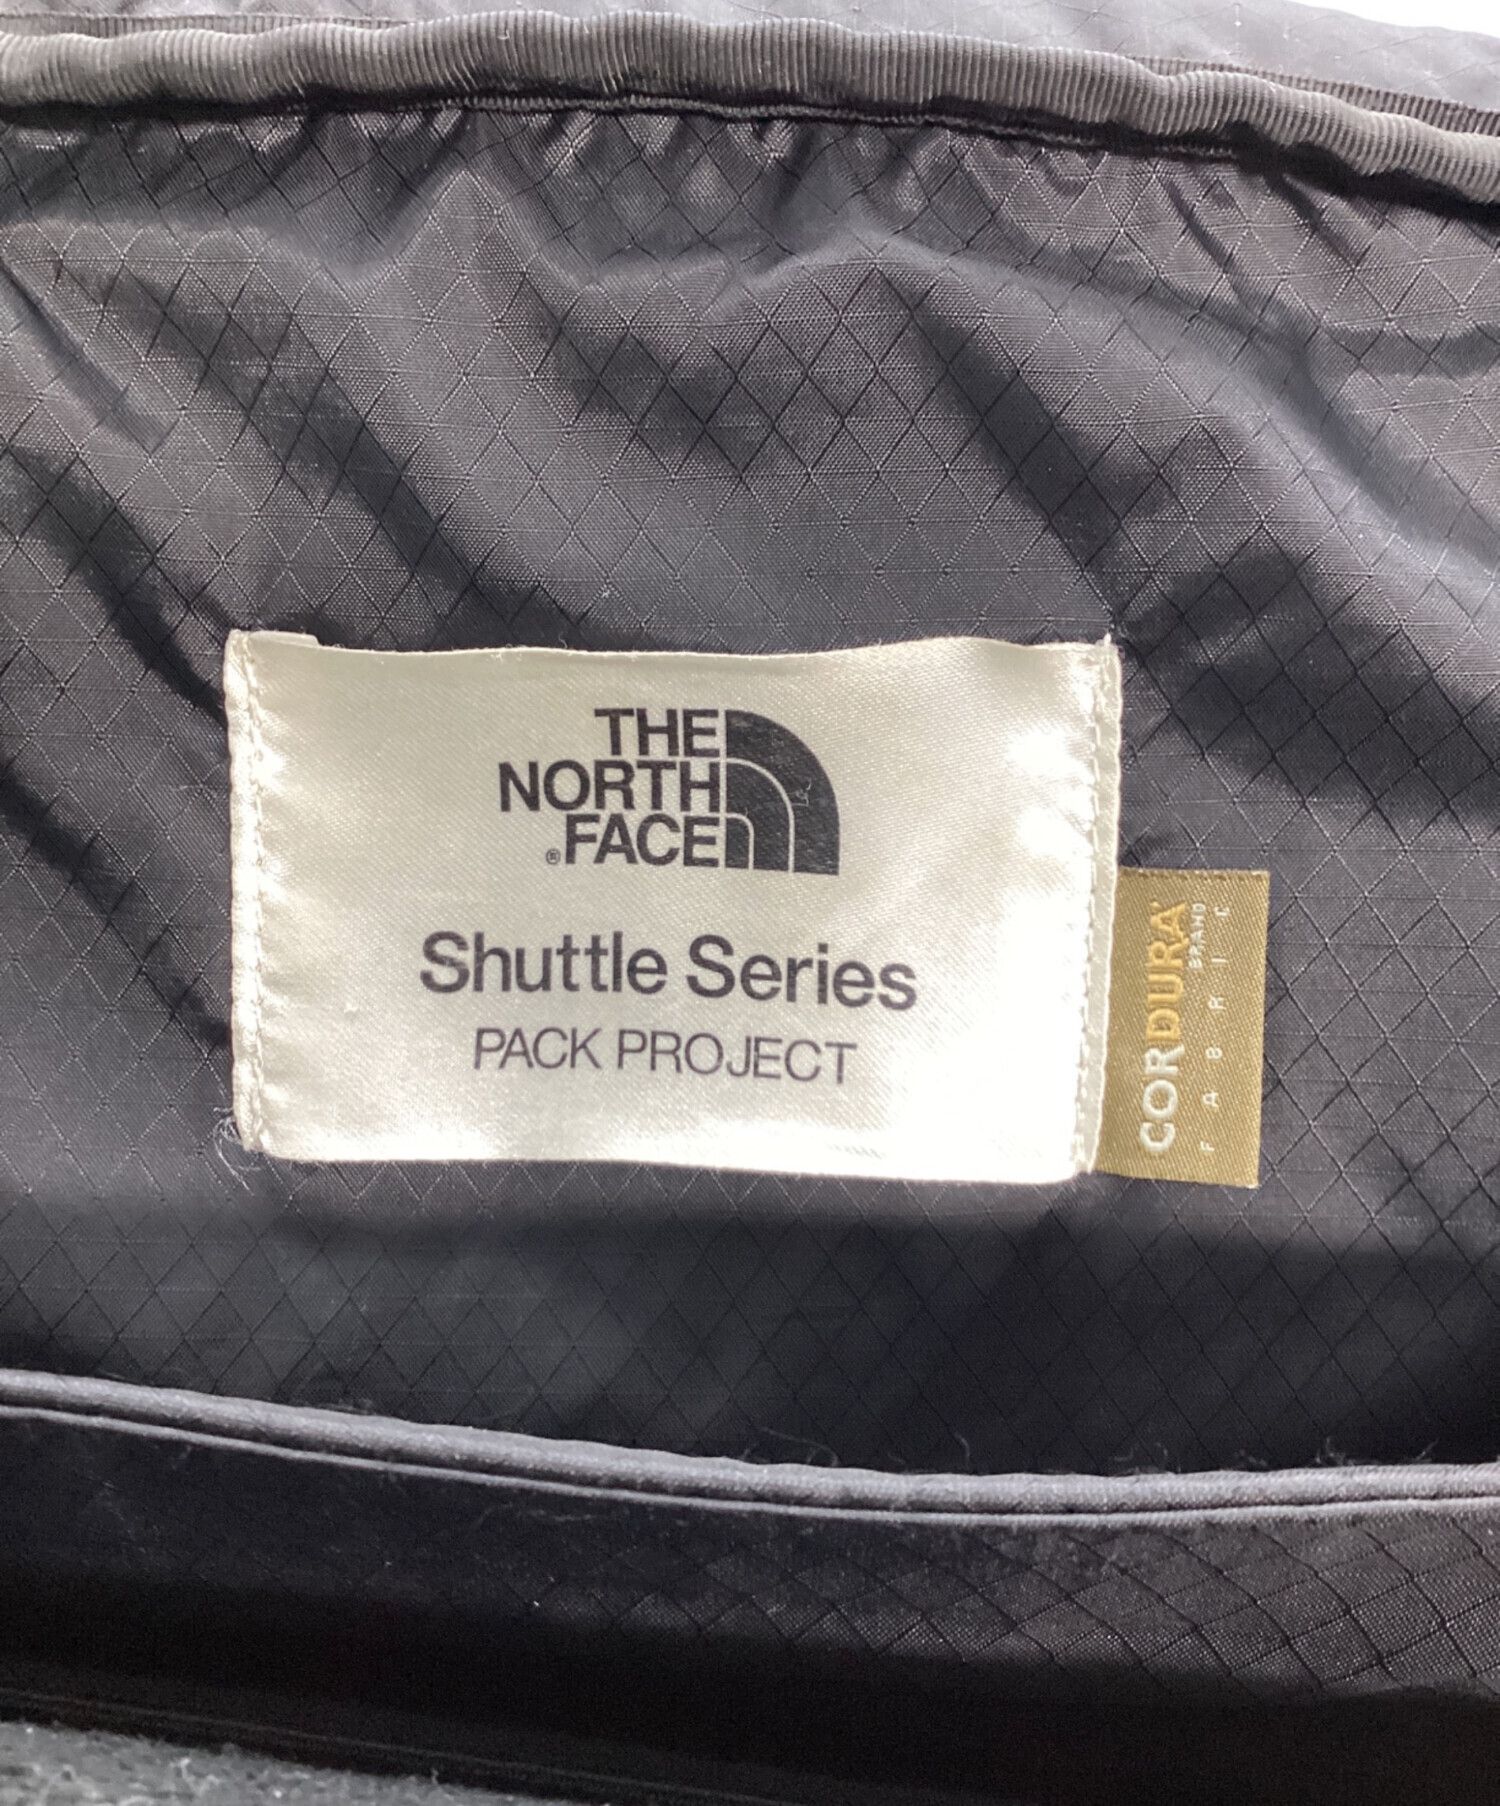 THE
NORTH
®FACE
Shuttle Series
PACK PROJECT
CORDURA®
BRAND
FABRIC